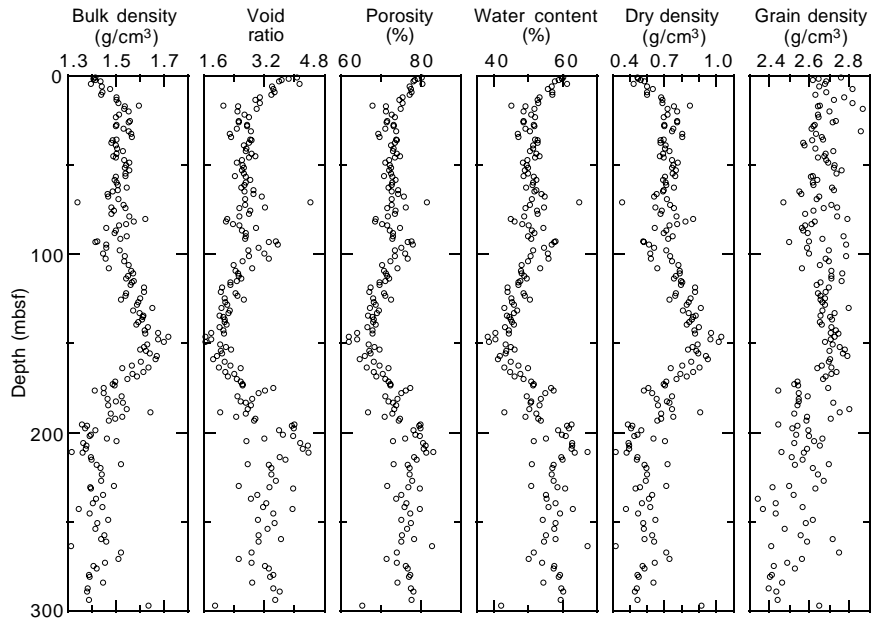 Bulk density Void Porosity Water content Dry density Grain density
(g/cm³) ratio (%) (%) (g/cm³) (g/cm³)
1.3 1.5 1.7 1.6 3.2 4.8 60 80 40 60 0.4 0.7 1.0 2.4 2.6 2.8
0
100
200
300
Depth (mbsf)